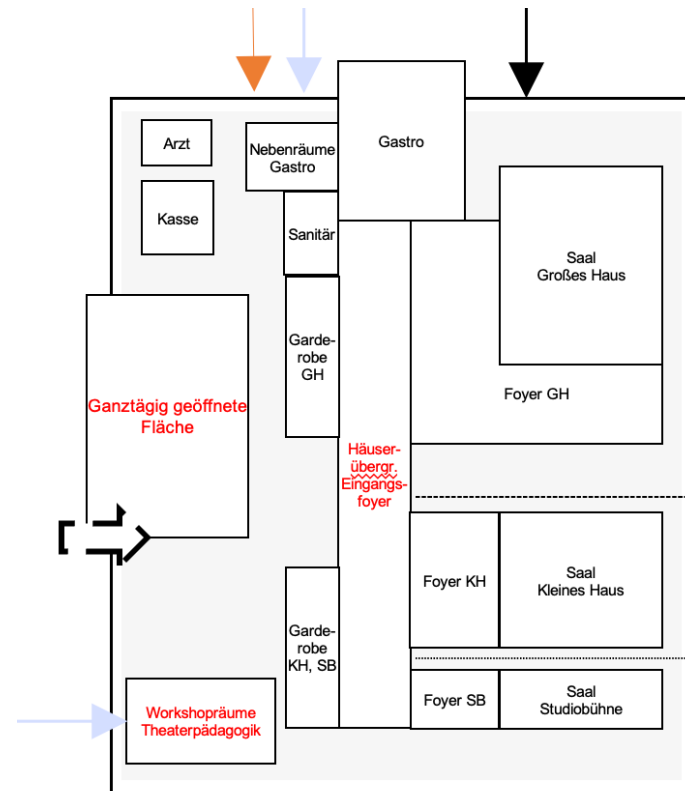 Arzt
Nebenräume
Gastro
Gastro
Kasse
Sanitär
Saal
Großes Haus
Garde-
robe
GH
Ganztägig geöffnete
Fläche
Foyer GH
Häuser-
übergr.
Eingangs-
foyer
Foyer KH
Saal
Kleines Haus
Garde-
robe
KH, SB
Workshopräume
Theaterpädagogik
Foyer SB
Saal
Studiobühne